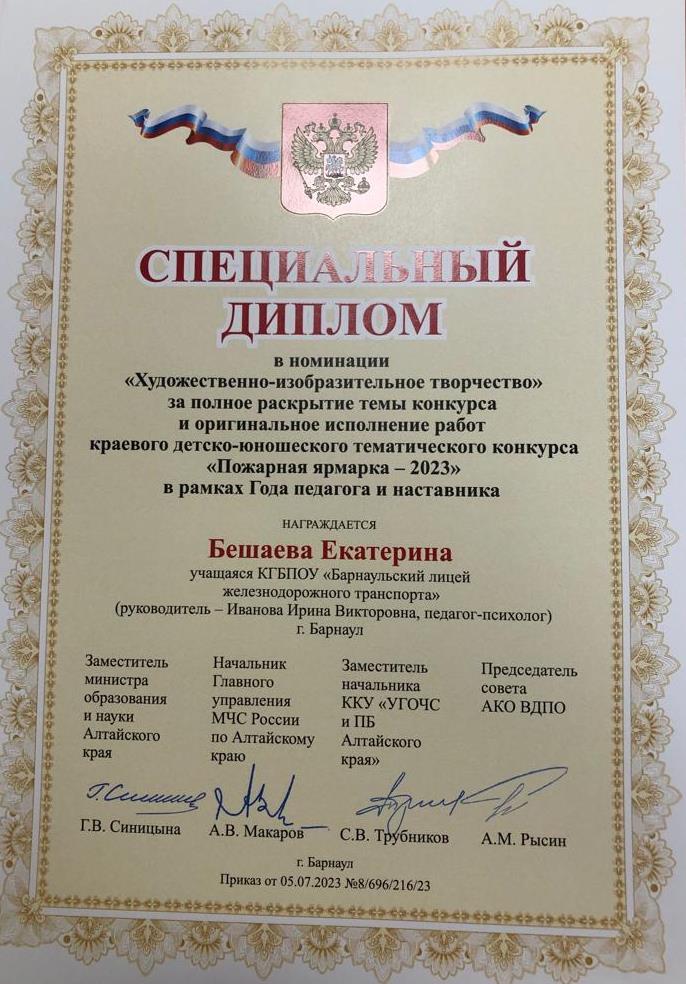 СПЕЦИАЛЬНЫЙ
ДИПЛОМ
в номинации
«Художественно-изобразительное творчество»
за полное раскрытие темы конкурса
и оригинальное исполнение работ
краевого детско-юношеского тематического конкурса
«Пожарная ярмарка – 2023»
в рамках Года педагога и наставника
НАГРАЖДАЕТСЯ
Бешаева Екатерина
учащаяся КГБПОУ «Барнаульский лицей
железнодорожного транспорта»
(руководитель – Иванова Ирина Викторовна, педагог-психолог)
г. Барнаул
Заместитель
министра
образования
и науки
Алтайского
края
Начальник
Главного
управления
МЧС России
по Алтайскому
краю
Заместитель
начальника
ККУ «УГОЧС
и ПБ
Алтайского
края»
Председатель
совета
АКО ВДПО
Г.В. Синицына
А.В. Макаров
С.В. Трубников
А.М. Рысин
г. Барнаул
Приказ от 05.07.2023 №8/696/216/23